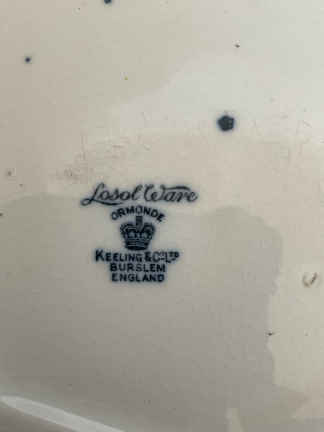 Losol Ware
ORMONDE
KEELING & Co LTD
BURSLEM
ENGLAND